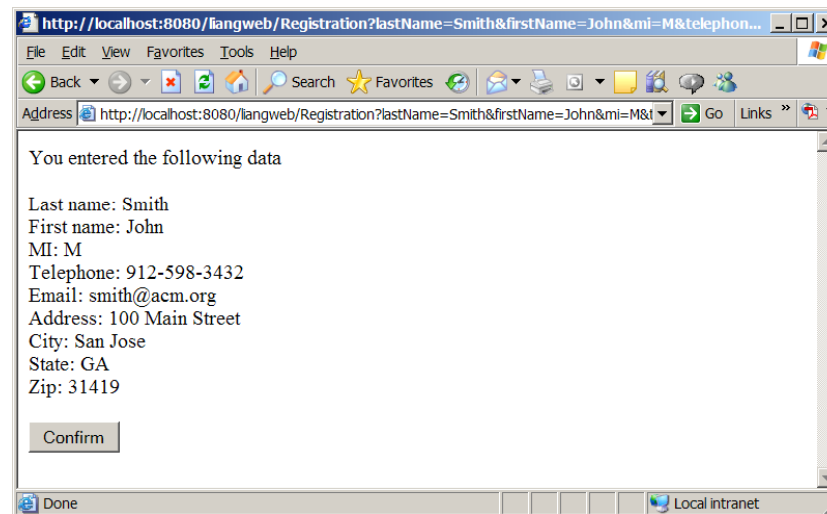 http://localhost:8080/liangweb/Registration?lastName=Smith&firstName=John&mi=M&telephon...
File Edit View Favorites Tools Help
Back Search Favorites
Address http://localhost:8080/liangweb/Registration?lastName=Smith&firstName=John&mi=M&t Go Links »
You entered the following data
Last name: Smith
First name: John
MI: M
Telephone: 912-598-3432
Email: smith@acm.org
Address: 100 Main Street
City: San Jose
State: GA
Zip: 31419
Confirm
Done Local intranet